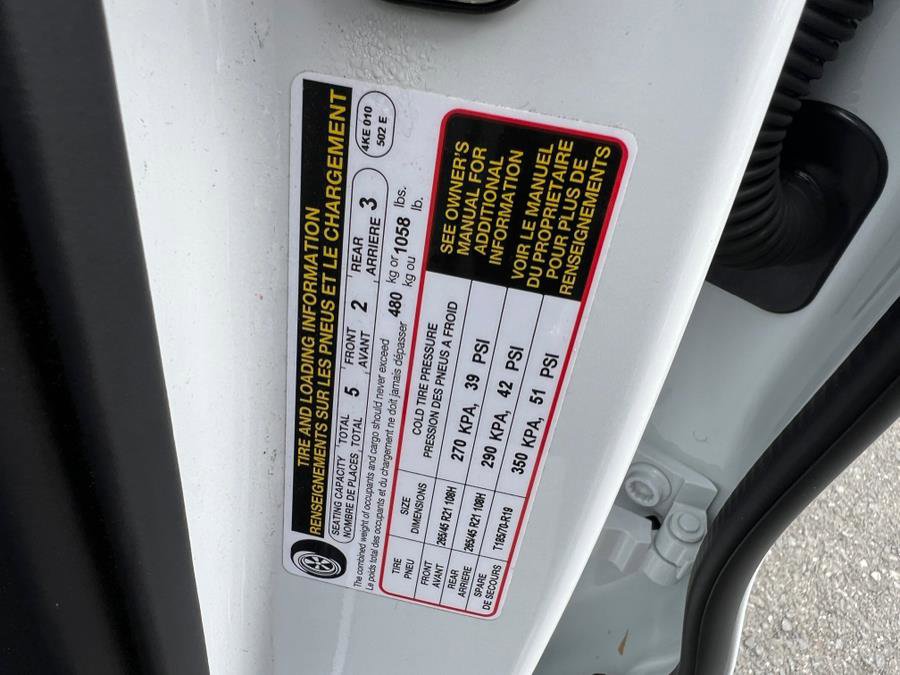 TIRE AND LOADING INFORMATION
RENSEIGNEMENTS SUR LES PNEUS ET LE CHARGEMENT
4KE 010
502 E
SEATING CAPACITY TOTAL 5 FRONT 2 REAR 3
NOMBRE DE PLACES TOTAL AVANT ARRIERE
The combined weight of occupants and cargo should never exceed 480 kg or 1058 lbs.
Le poids total des occupants et du chargement ne doit jamais dépasser kg ou lb.
TIRE SIZE COLD TIRE PRESSURE
PNEU DIMENSIONS PRESSION DES PNEUS A FROID
FRONT
AVANT 265/45 R21 108H 270 KPA, 39 PSI
REAR
ARRIERE 265/45 R21 108H 290 KPA, 42 PSI
SPARE
DE SECOURS T185/70-R19 350 KPA, 51 PSI
SEE OWNER'S
MANUAL FOR
ADDITIONAL
INFORMATION
VOIR LE MANUEL
DU PROPRIETAIRE
POUR PLUS DE
RENSEIGNEMENTS